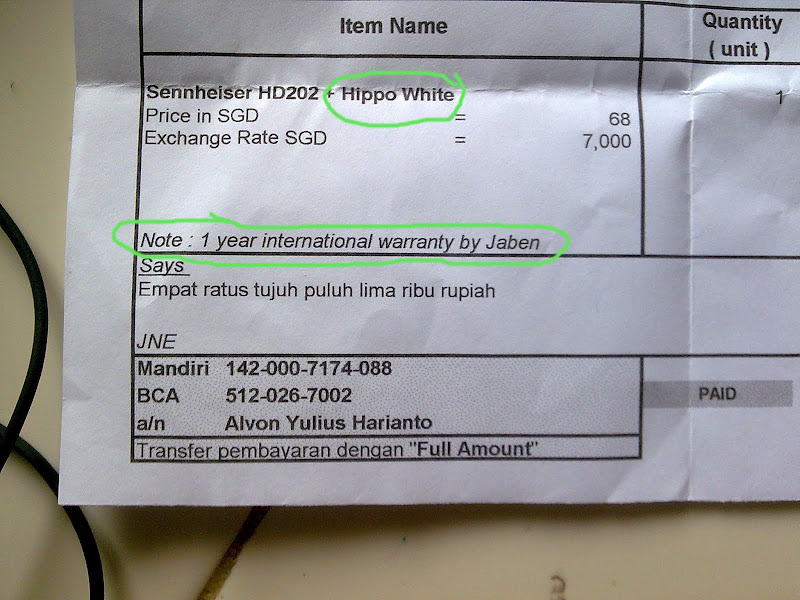 Item Name
Quantity
( unit )
Sennheiser HD202 + Hippo White
1
Price in SGD = 68
Exchange Rate SGD = 7,000
Note : 1 year international warranty by Jaben
Says
Empat ratus tujuh puluh lima ribu rupiah
JNE
Mandiri 142-000-7174-088
BCA 512-026-7002
PAID
a/n Alvon Yulius Harianto
Transfer pembayaran dengan "Full Amount"